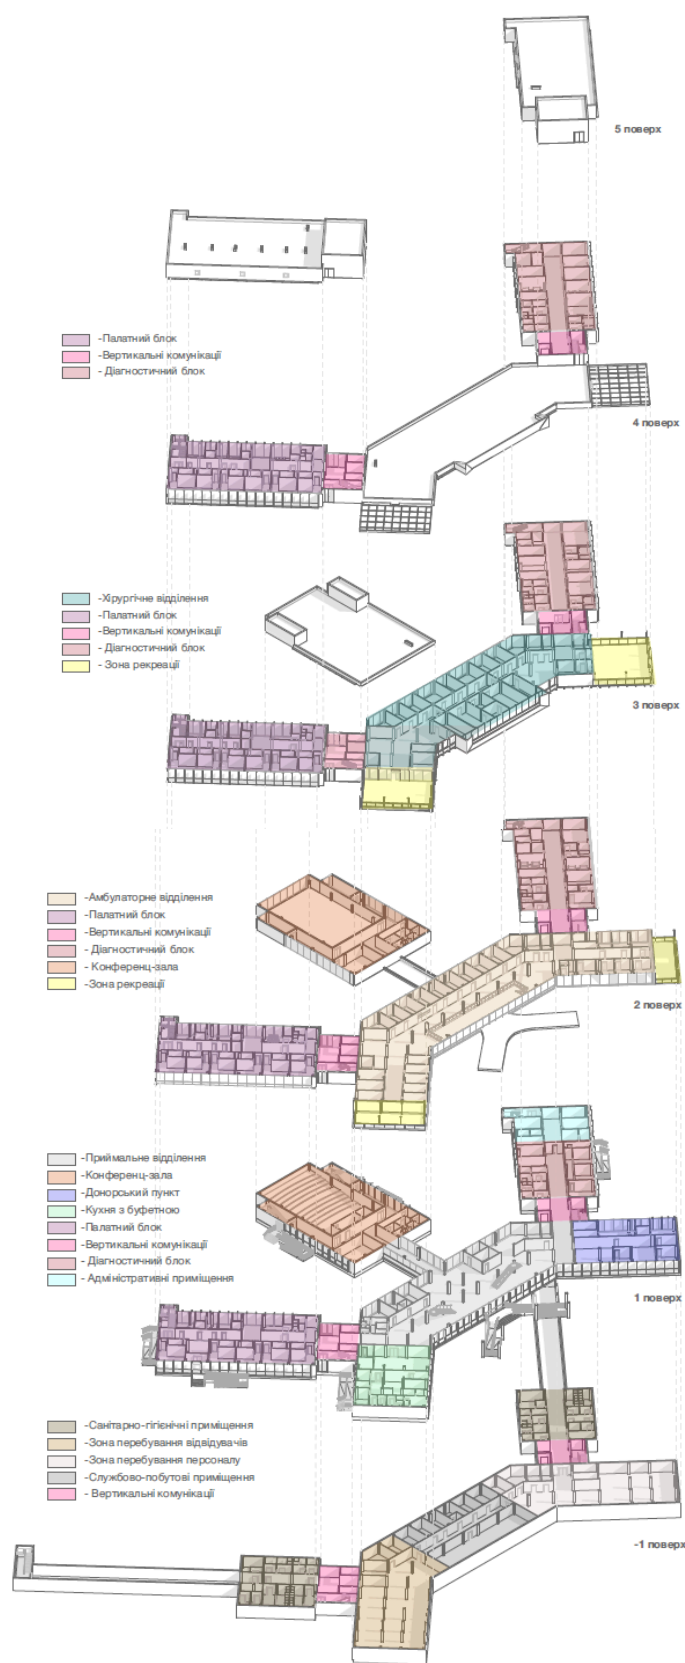 5 поверх
-Палатний блок
-Вертикальні комунікації
- Діагностичний блок
4 поверх
-Хірургічне відділення
-Палатний блок
-Вертикальні комунікації
- Діагностичний блок
- Зона рекреації
3 поверх
-Амбулаторне відділення
-Палатний блок
-Вертикальні комунікації
- Діагностичний блок
- Конференц-зала
-Зона рекреації
2 поверх
-Приймальне відділення
-Конференц-зала
-Донорський пункт
-Кухня з буфетною
-Палатний блок
-Вертикальні комунікації
- Діагностичний блок
- Адміністративні приміщення
1 поверх
-Санітарно-гігієнічні приміщення
-Зона перебування відвідувачів
-Зона перебування персоналу
-Службово-побутові приміщення
- Вертикальні комунікації
-1 поверх